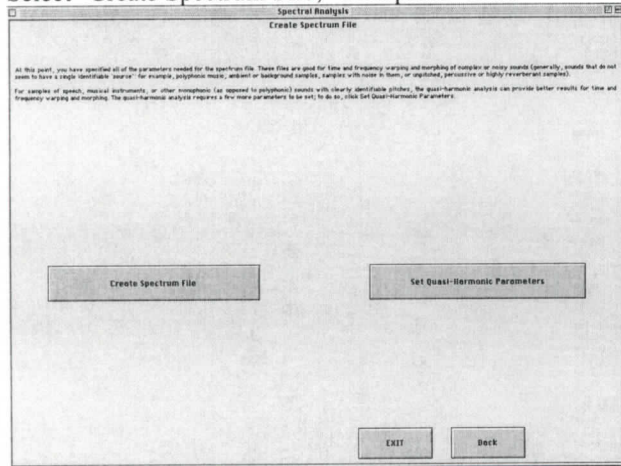 Spectral Analysis
Create Spectrum File
At this point, you have specified all of the parameters needed for the spectrum file. These files are good for time and frequency warping and morphing of complex or noisy sounds (generally, sounds that do not
seem to have a single identifiable "source": for example, polyphonic music, ambient or background samples, samples with noise in them, or unpitched, percussive or highly reverberant samples).
For samples of speech, musical instruments, or other monophonic (as opposed to polyphonic) sounds with clearly identifiable pitches, the quasi-harmonic analysis can provide better results for time and
frequency warping and morphing. The quasi-harmonic analysis requires a few more parameters to be set; to do so, click Set Quasi-Harmonic Parameters.
Create Spectrum File
Set Quasi-Harmonic Parameters
EXIT
Back